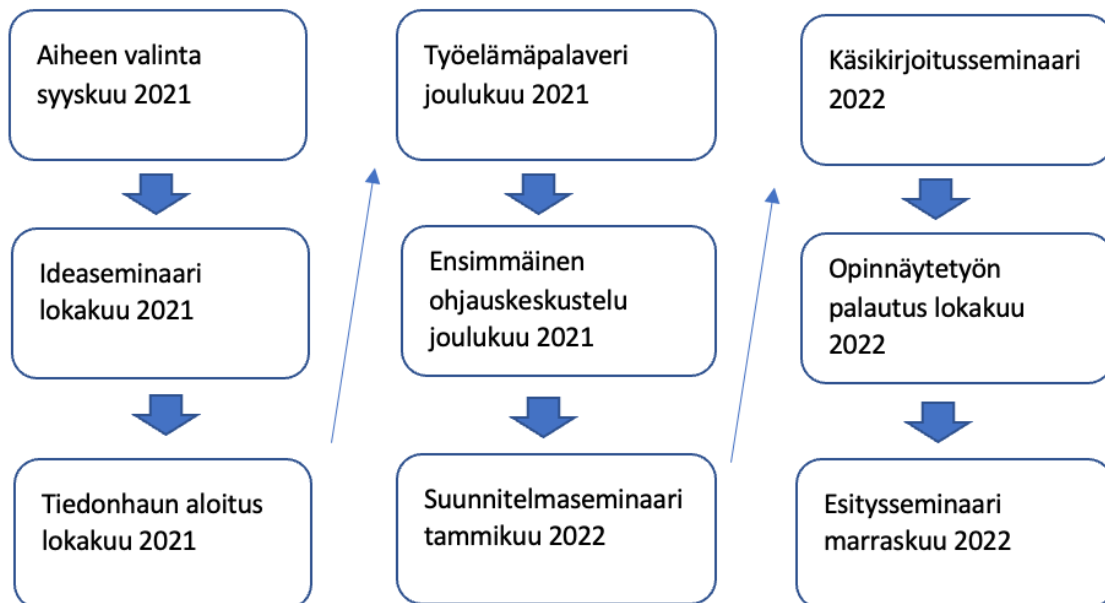 Aiheen valinta
syyskuu 2021
Ideaseminaari
lokakuu 2021
Tiedonhaun aloitus
lokakuu 2021
Työelämäpalaveri
joulukuu 2021
Ensimmäinen
ohjauskeskustelu
joulukuu 2021
Suunnitelmaseminaari
tammikuu 2022
Käsikirjoitusseminaari
2022
Opinnäytetyön
palautus lokakuu
2022
Esitysseminaari
marraskuu 2022